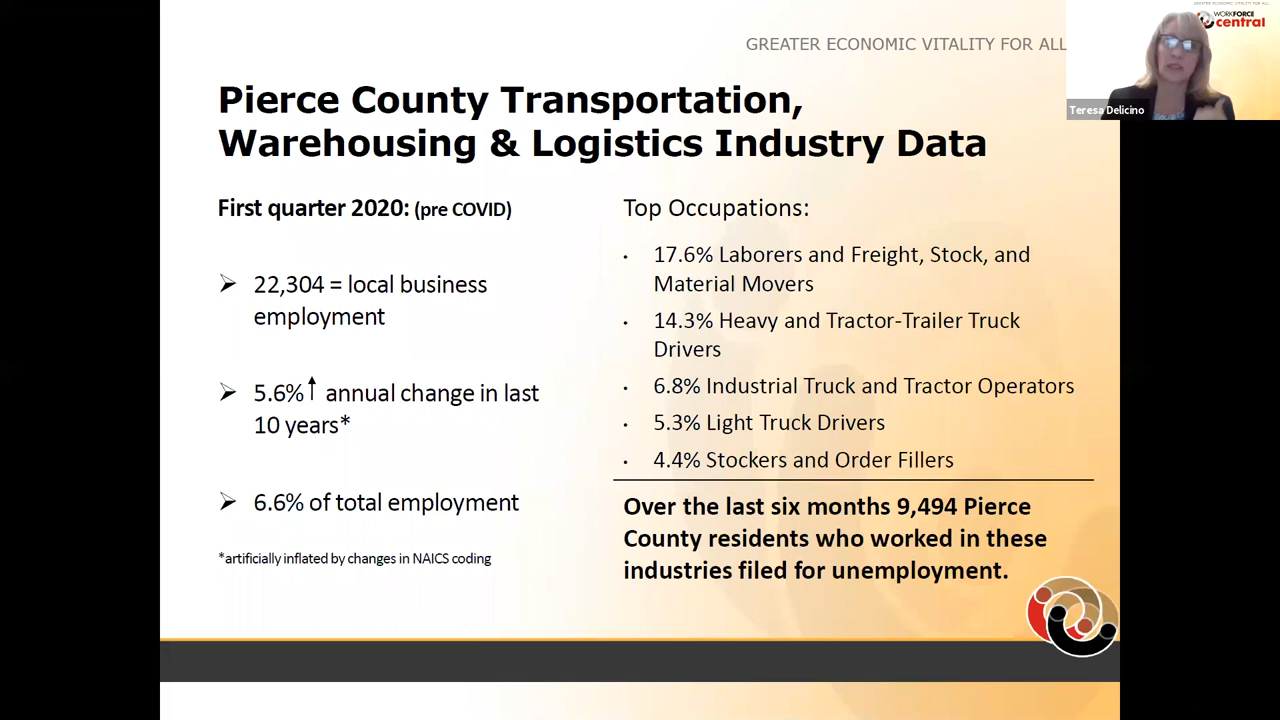 GREATER ECONOMIC VITALITY FOR ALL
GREATER ECONOMIC VITALITY FOR ALL
WORKFORCE
central
Teresa Delicino
Pierce County Transportation,
Warehousing & Logistics Industry Data
First quarter 2020: (pre COVID)
22,304 = local business
employment
5.6% annual change in last
10 years*
6.6% of total employment
*artificially inflated by changes in NAICS coding
Top Occupations:
17.6% Laborers and Freight, Stock, and
Material Movers
14.3% Heavy and Tractor-Trailer Truck
Drivers
6.8% Industrial Truck and Tractor Operators
5.3% Light Truck Drivers
4.4% Stockers and Order Fillers
Over the last six months 9,494 Pierce
County residents who worked in these
industries filed for unemployment.